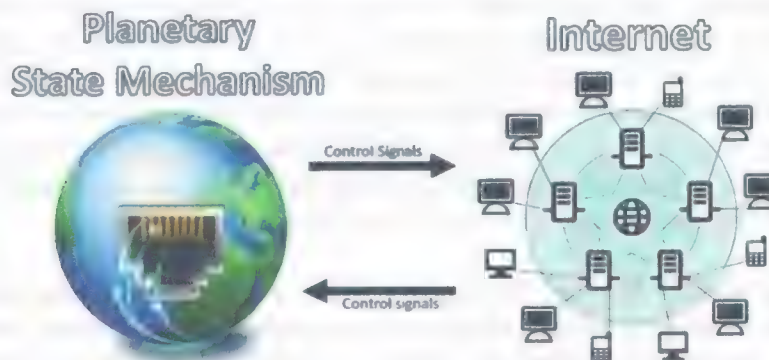 Planetary
State Mechanism
Internet
Control Signals
Control signals